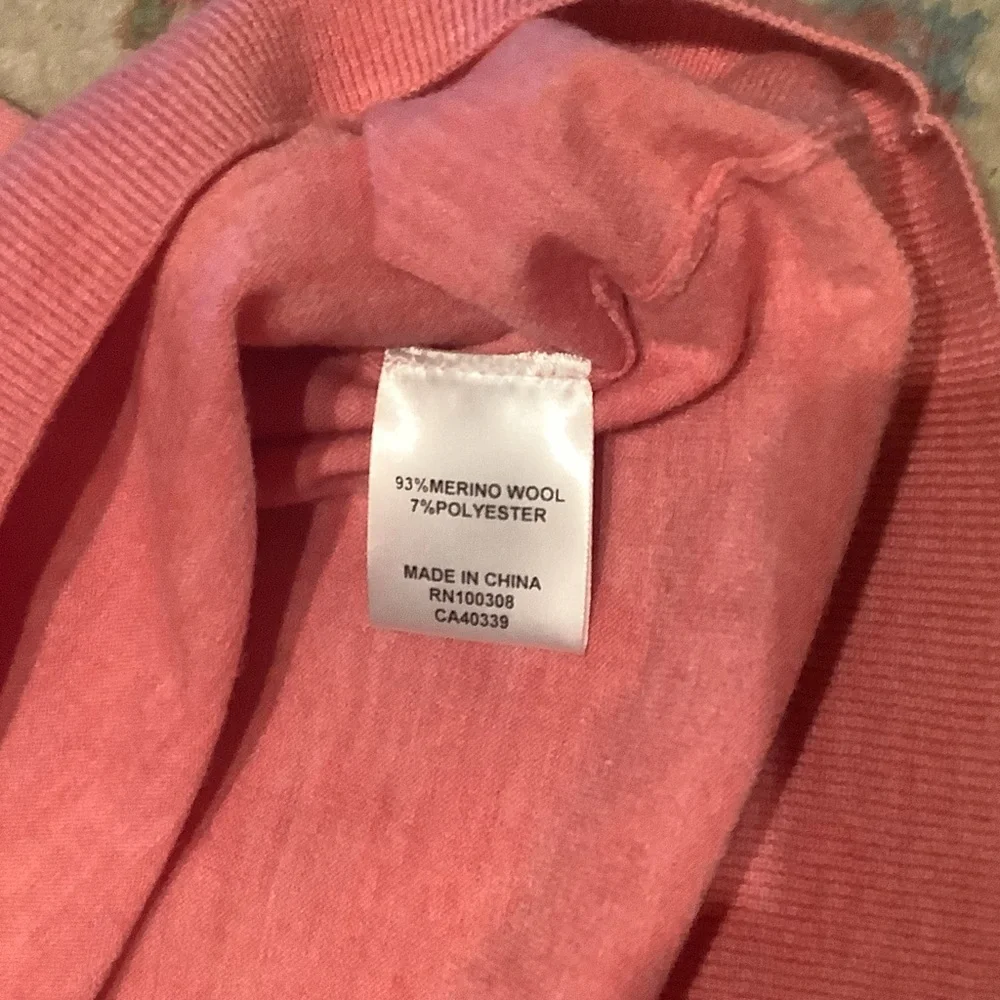 93%MERINO WOOL
7%POLYESTER
MADE IN CHINA
RN100308
CA40339